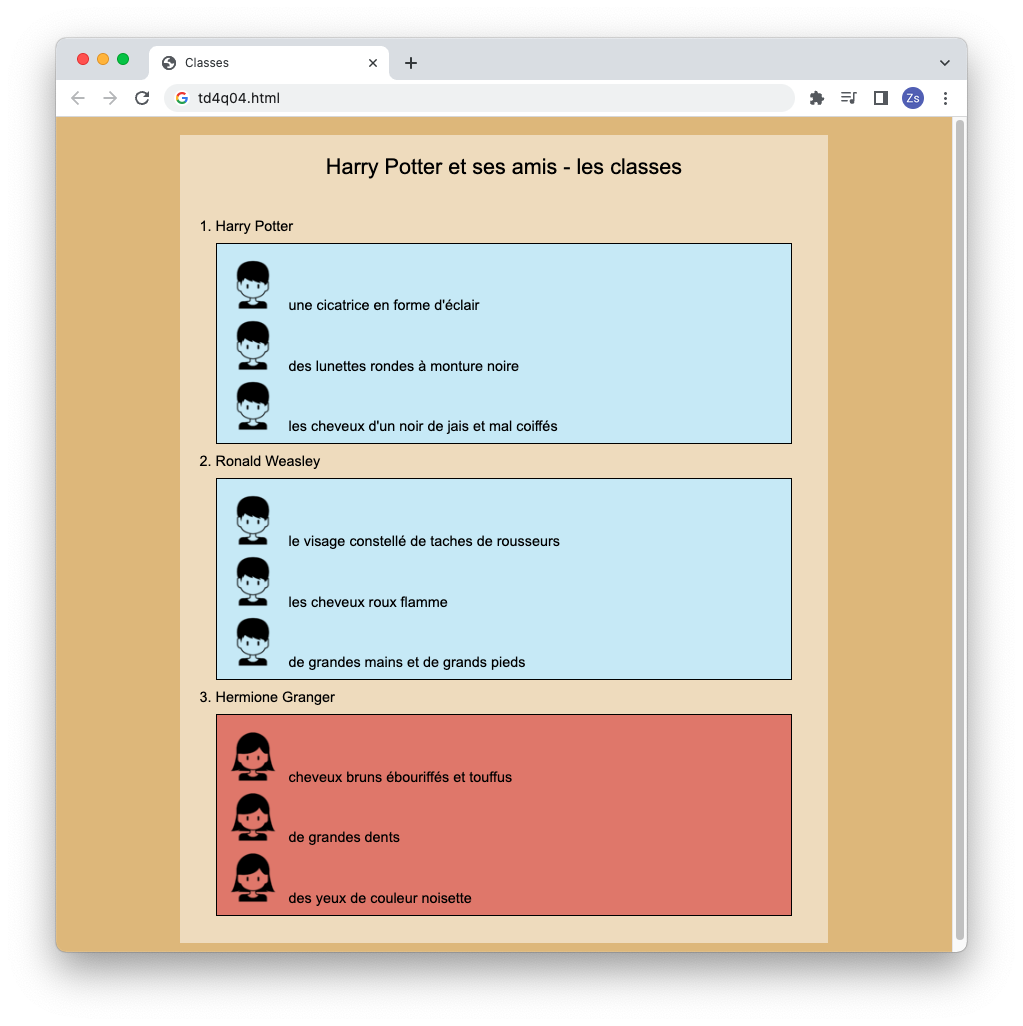 Classes
td4q04.html
Zs
Harry Potter et ses amis - les classes
1. Harry Potter
une cicatrice en forme d'éclair
des lunettes rondes à monture noire
les cheveux d'un noir de jais et mal coiffés
2. Ronald Weasley
le visage constellé de taches de rousseurs
les cheveux roux flamme
de grandes mains et de grands pieds
3. Hermione Granger
cheveux bruns ébouriffés et touffus
de grandes dents
des yeux de couleur noisette